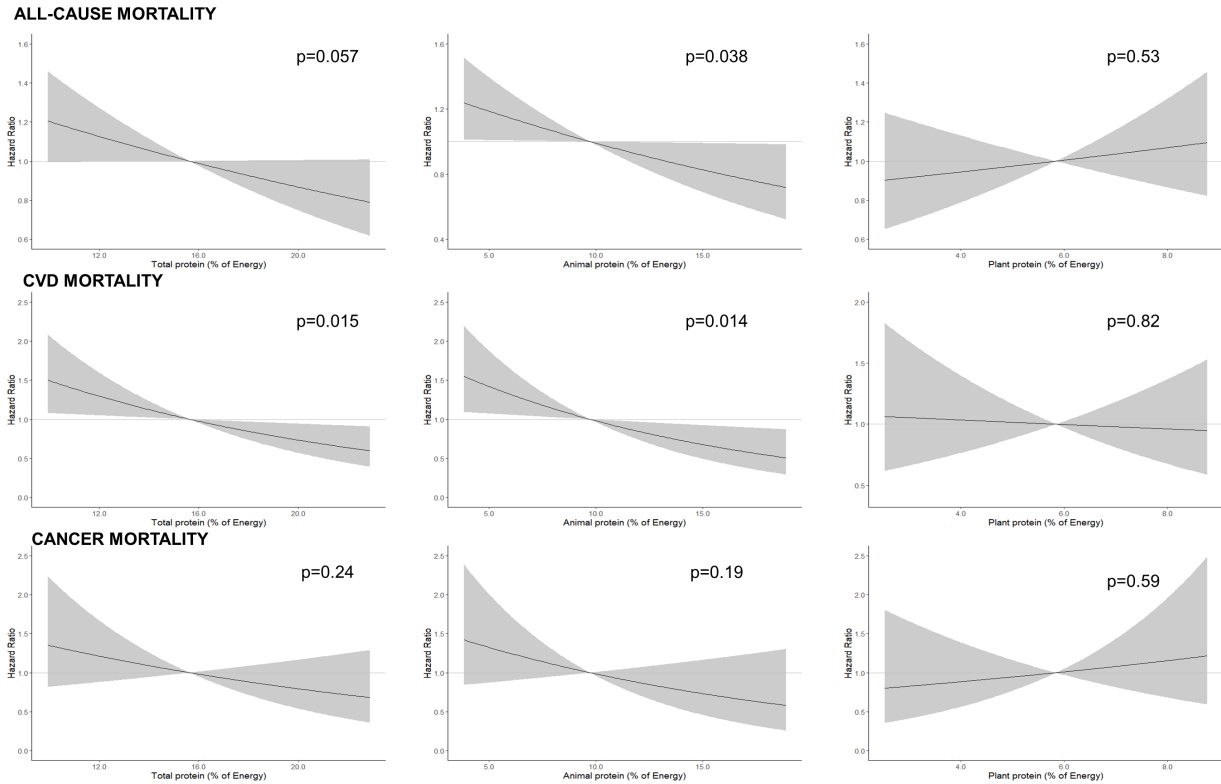 ALL-CAUSE MORTALITY
p=0.057
Hazard Ratio
1.6
1.4
1.2
1.0
0.8
0.6
12.0 16.0 20.0
Total protein (% of Energy)
p=0.038
Hazard Ratio
1.6
1.2
0.8
0.4
5.0 10.0 15.0
Animal protein (% of Energy)
p=0.53
Hazard Ratio
1.6
1.4
1.2
1.0
0.8
0.6
4.0 6.0 8.0
Plant protein (% of Energy)
CVD MORTALITY
p=0.015
Hazard Ratio
2.5
2.0
1.5
1.0
0.5
0.0
12.0 16.0 20.0
Total protein (% of Energy)
p=0.014
Hazard Ratio
2.5
2.0
1.5
1.0
0.5
0.0
5.0 10.0 15.0
Animal protein (% of Energy)
p=0.82
Hazard Ratio
2.0
1.5
1.0
0.5
4.0 6.0 8.0
Plant protein (% of Energy)
CANCER MORTALITY
p=0.24
Hazard Ratio
2.5
2.0
1.5
1.0
0.5
0.0
12.0 16.0 20.0
Total protein (% of Energy)
p=0.19
Hazard Ratio
2.5
2.0
1.5
1.0
0.5
0.0
5.0 10.0 15.0
Animal protein (% of Energy)
p=0.59
Hazard Ratio
2.5
2.0
1.5
1.0
0.5
0.0
4.0 6.0 8.0
Plant protein (% of Energy)